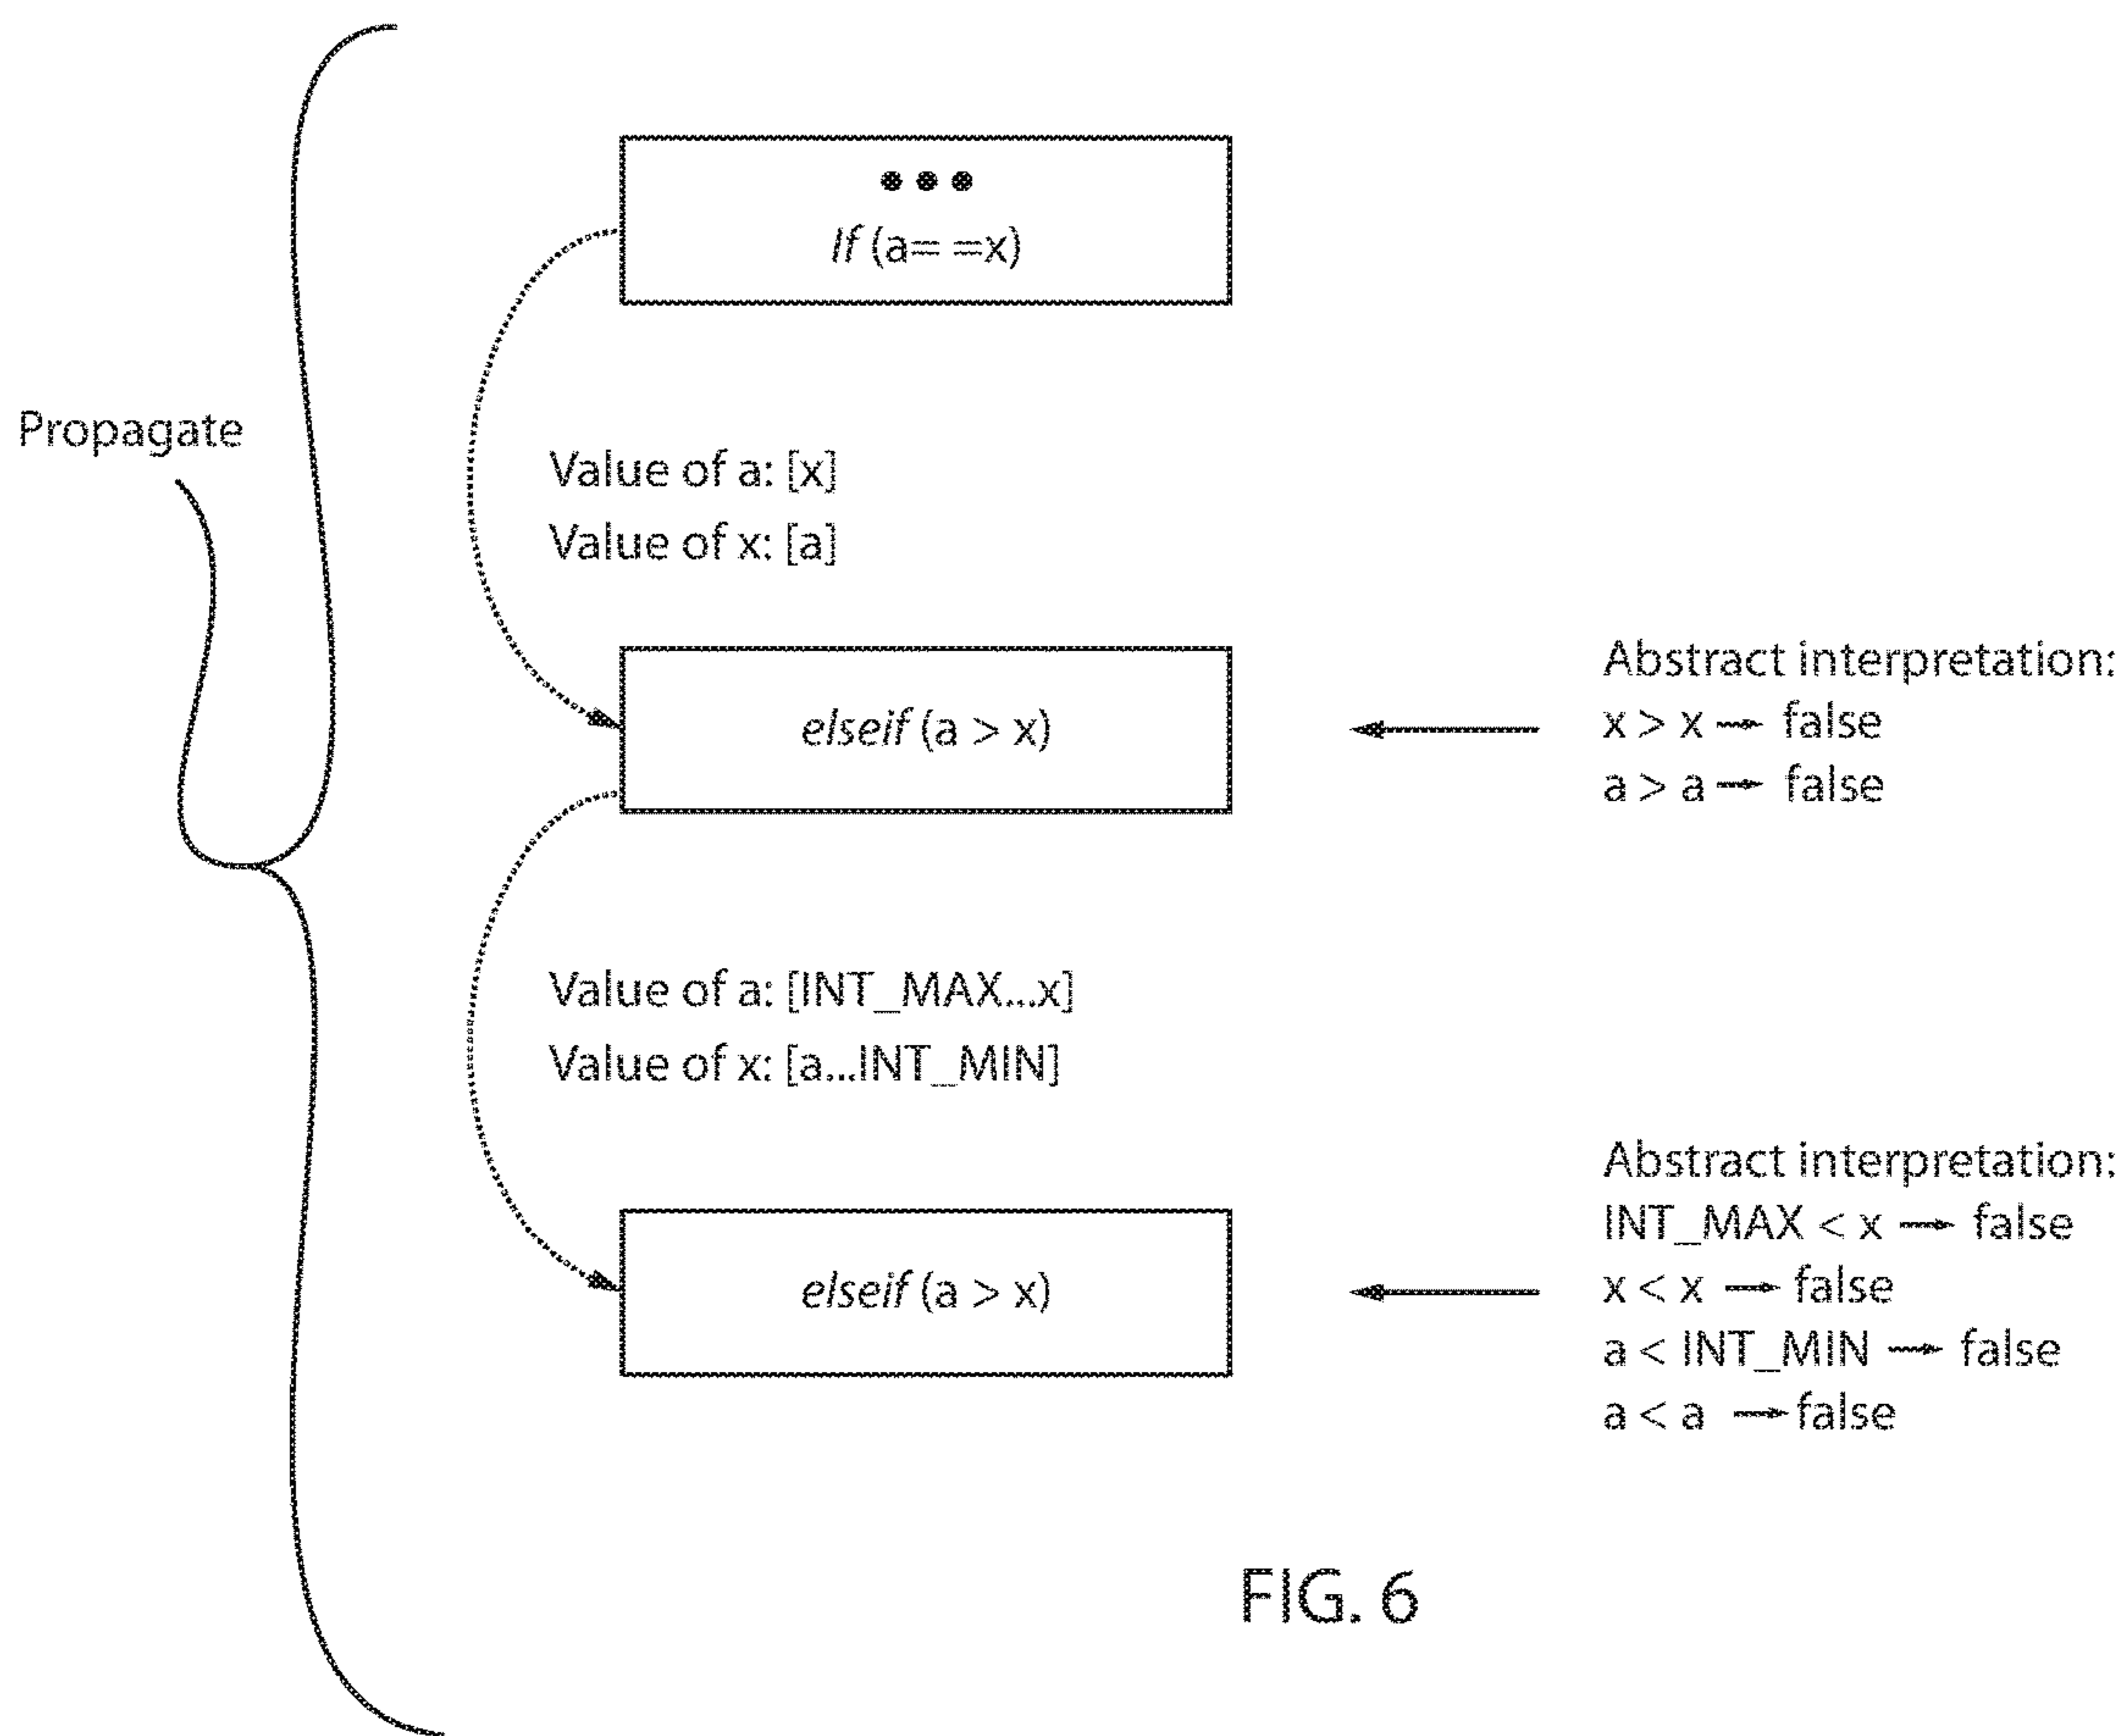 •••
If (a= =x)
Propagate
Value of a: [x]
Value of x: [a]
Abstract interpretation:
x > x → false
a > a → false
elseif (a > x)
Value of a: [INT_MAX...x]
Value of x: [a...INT_MIN]
Abstract interpretation:
INT_MAX < x → false
x < x → false
a < INT_MIN → false
a < a → false
elseif (a > x)
FIG. 6